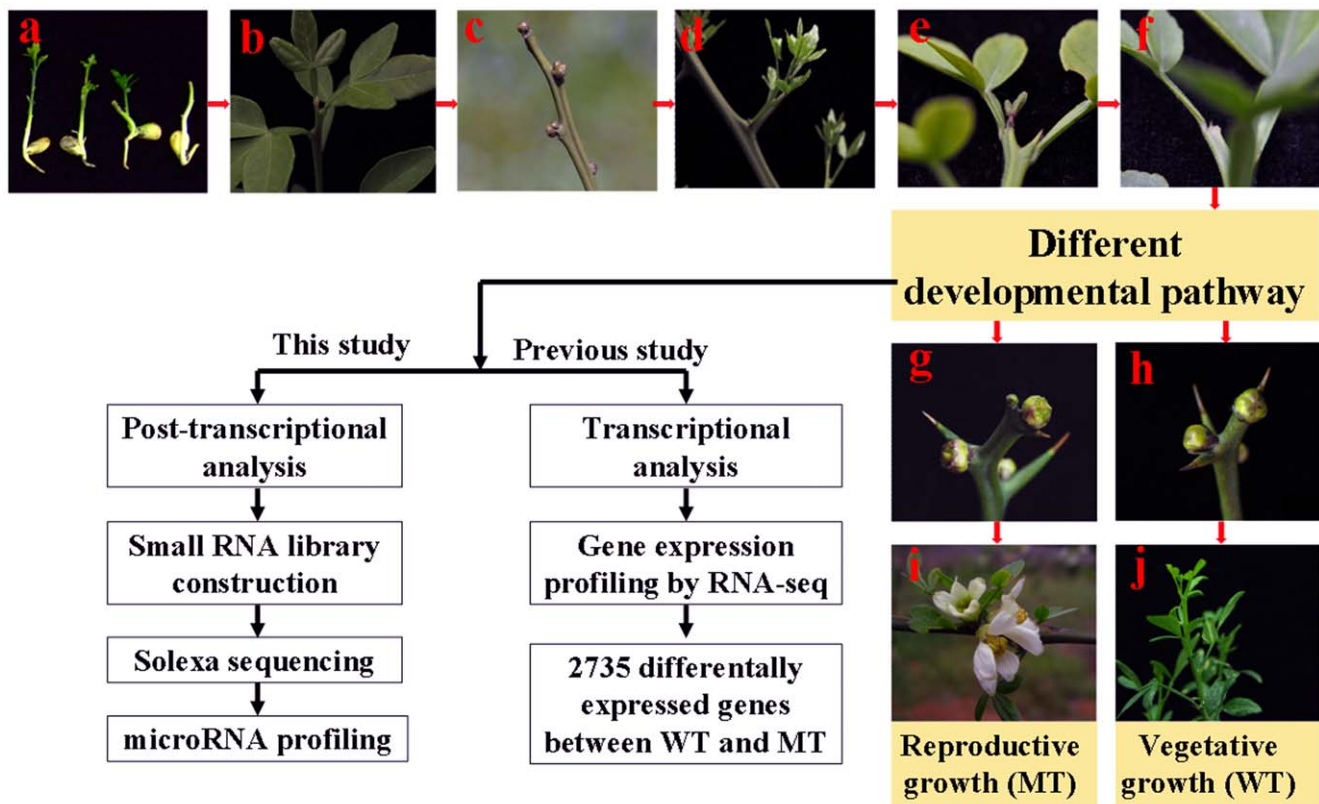 a
b
c
d
e
f
Different
developmental pathway
This study
Previous study
Post-transcriptional
analysis
Small RNA library
construction
Solexa sequencing
microRNA profiling
Transcriptional
analysis
Gene expression
profiling by RNA-seq
2735 differentially
expressed genes
between WT and MT
g
h
i
j
Reproductive
growth (MT)
Vegetative
growth (WT)